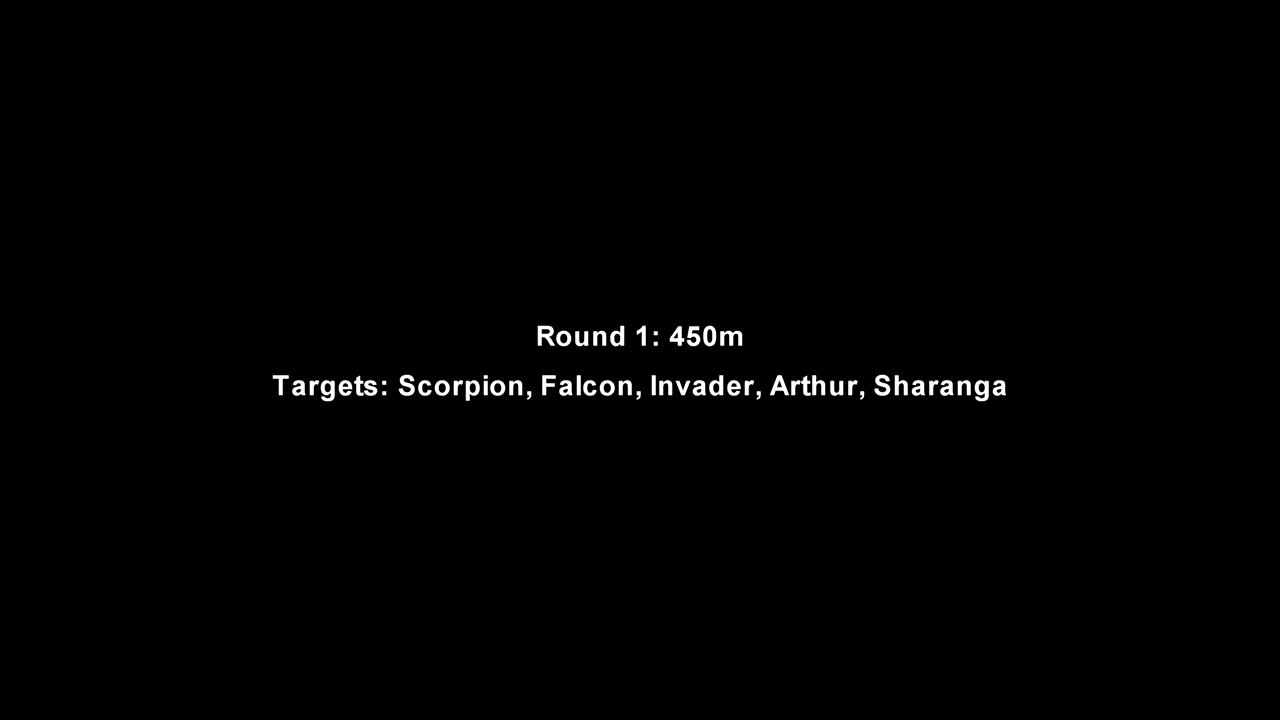 Round 1: 450m
Targets: Scorpion, Falcon, Invader, Arthur, Sharanga